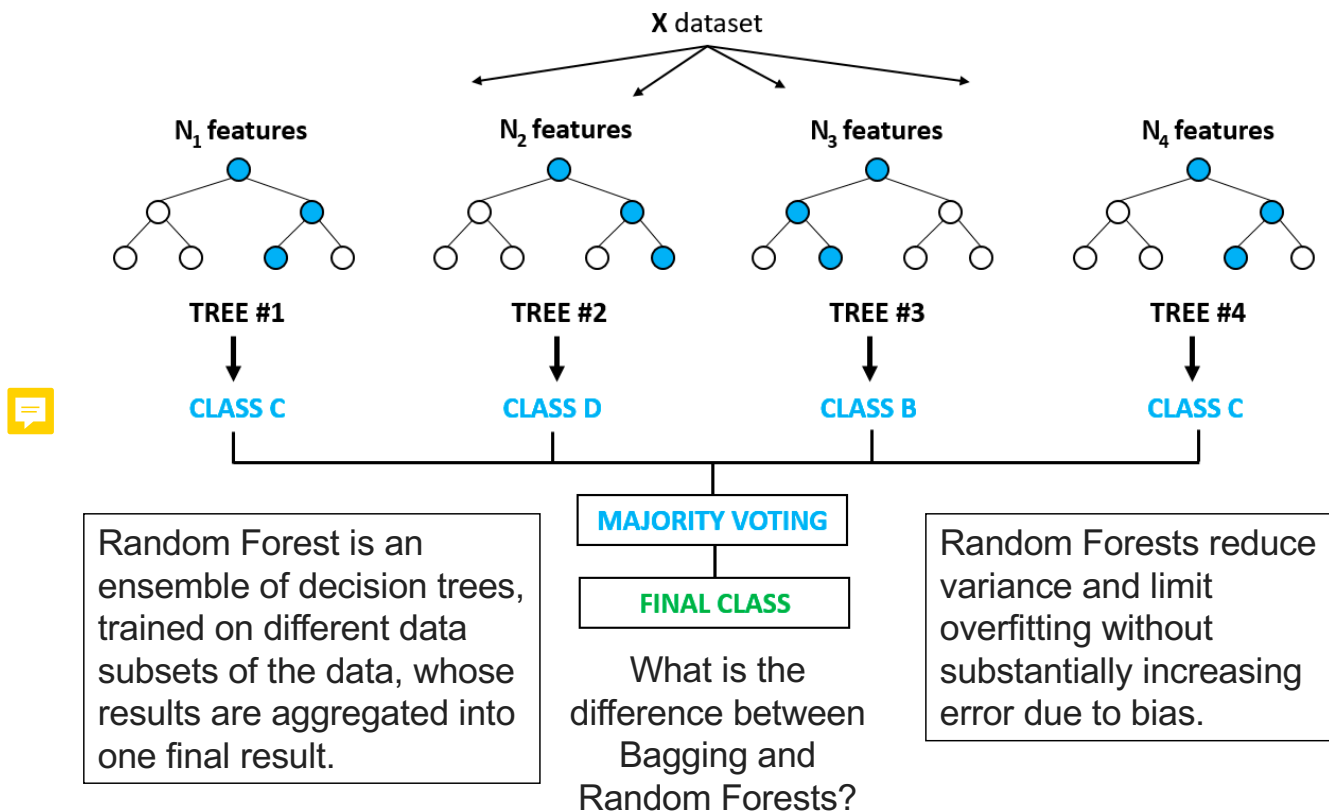 X dataset
N₁ features
N₂ features
N₃ features
N₄ features
TREE #1
TREE #2
TREE #3
TREE #4
CLASS C
CLASS D
CLASS B
CLASS C
MAJORITY VOTING
FINAL CLASS
Random Forest is an
ensemble of decision trees,
trained on different data
subsets of the data, whose
results are aggregated into
one final result.
What is the
difference between
Bagging and
Random Forests?
Random Forests reduce
variance and limit
overfitting without
substantially increasing
error due to bias.